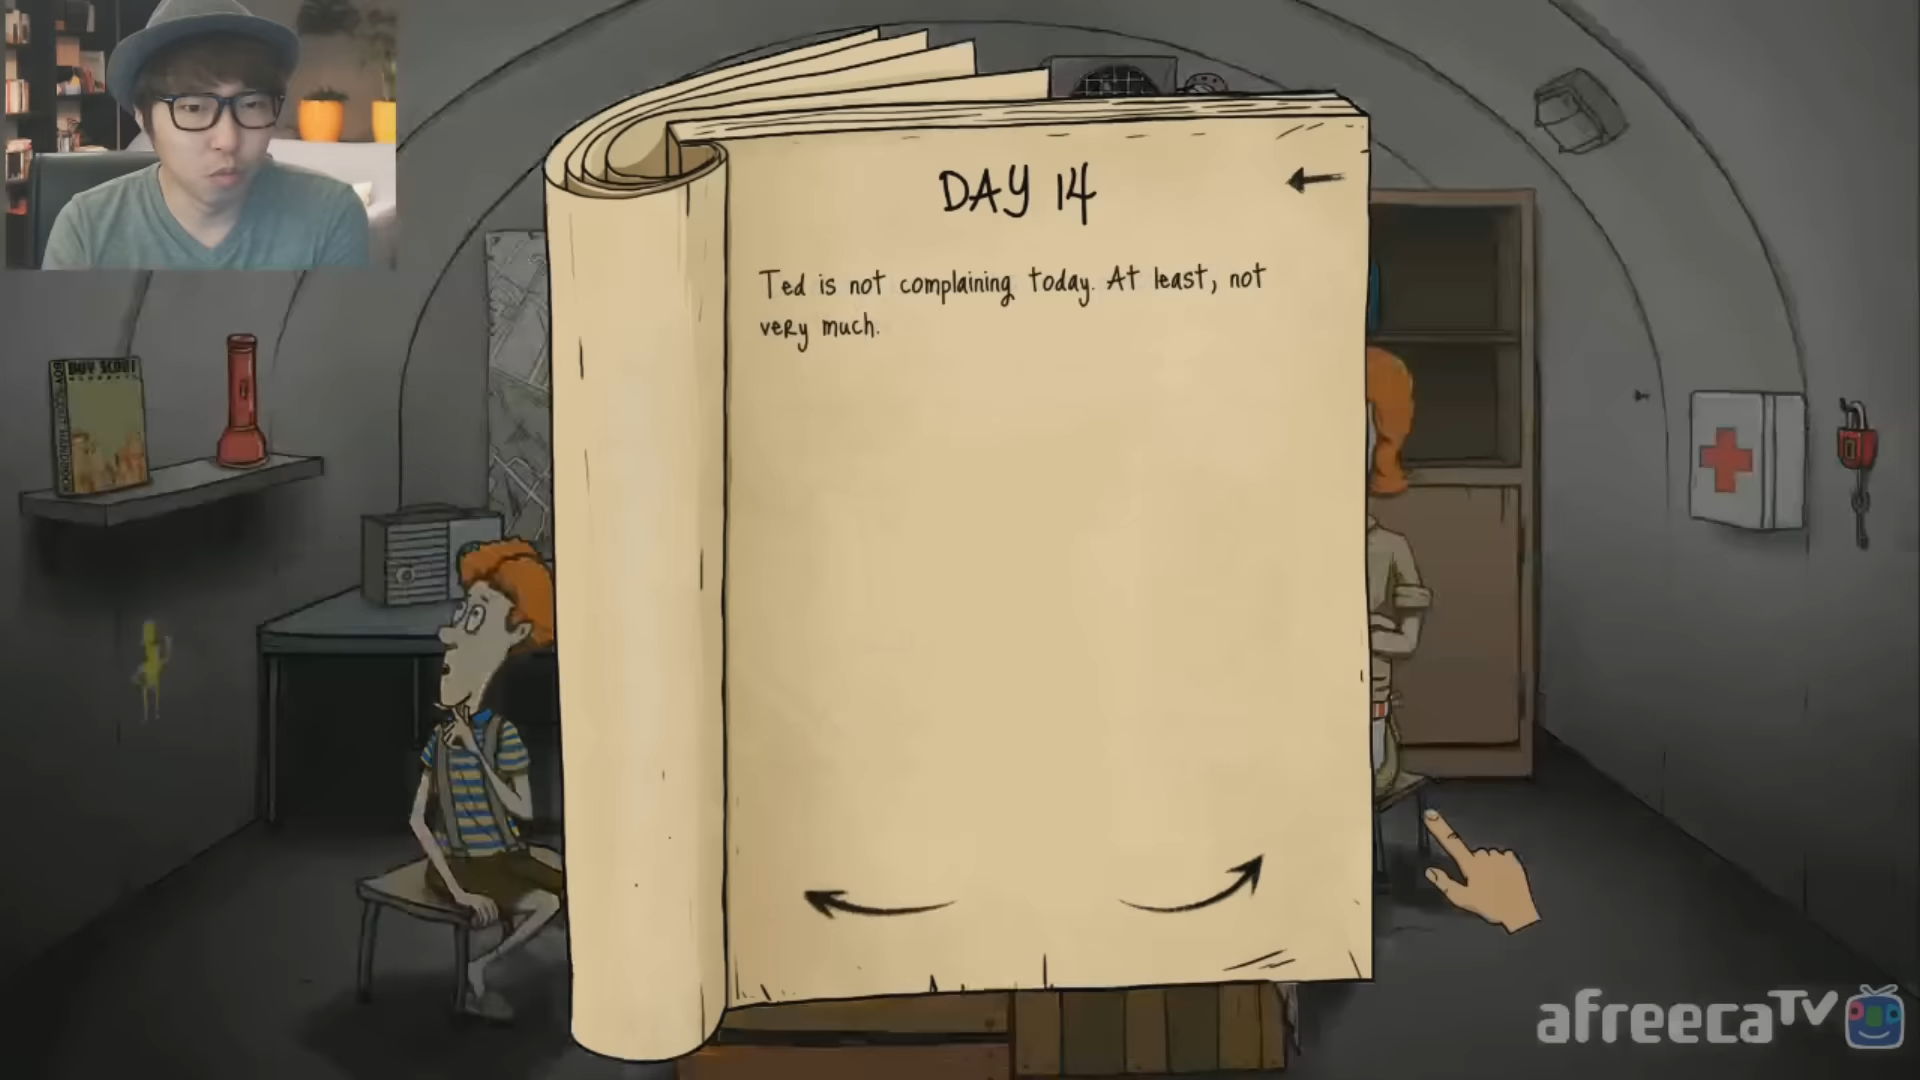 DAY 14
Ted is not complaining today. At least, not
very much.
BOY SCOUT
afreecaTV